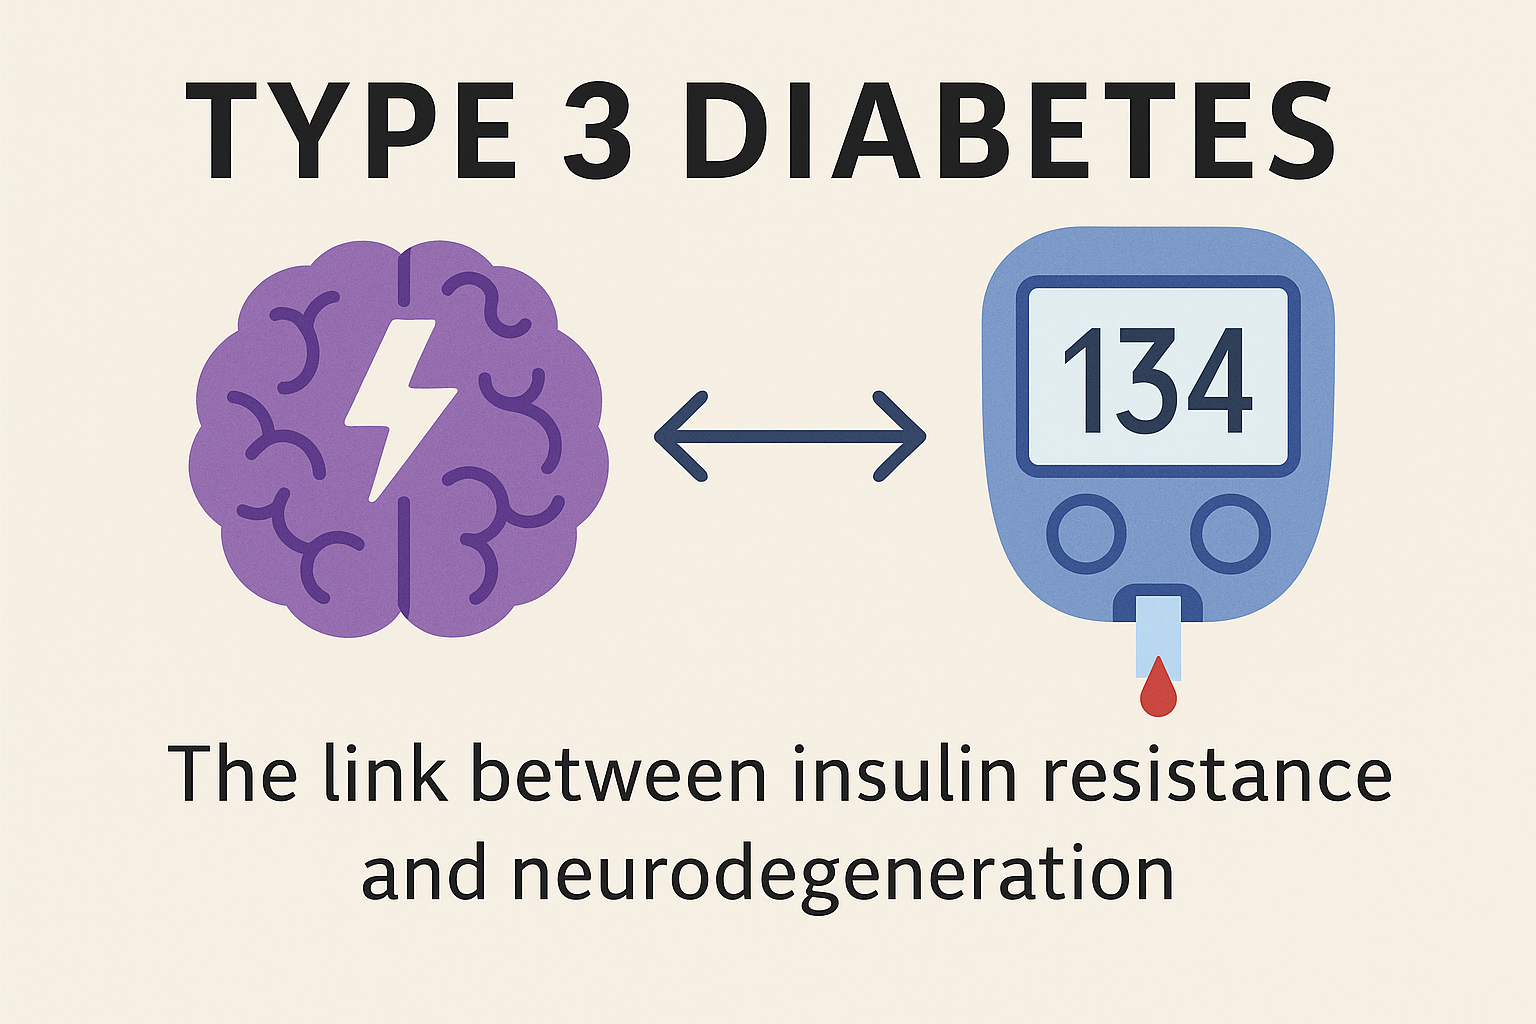 TYPE 3 DIABETES
134
The link between insulin resistance
and neurodegeneration